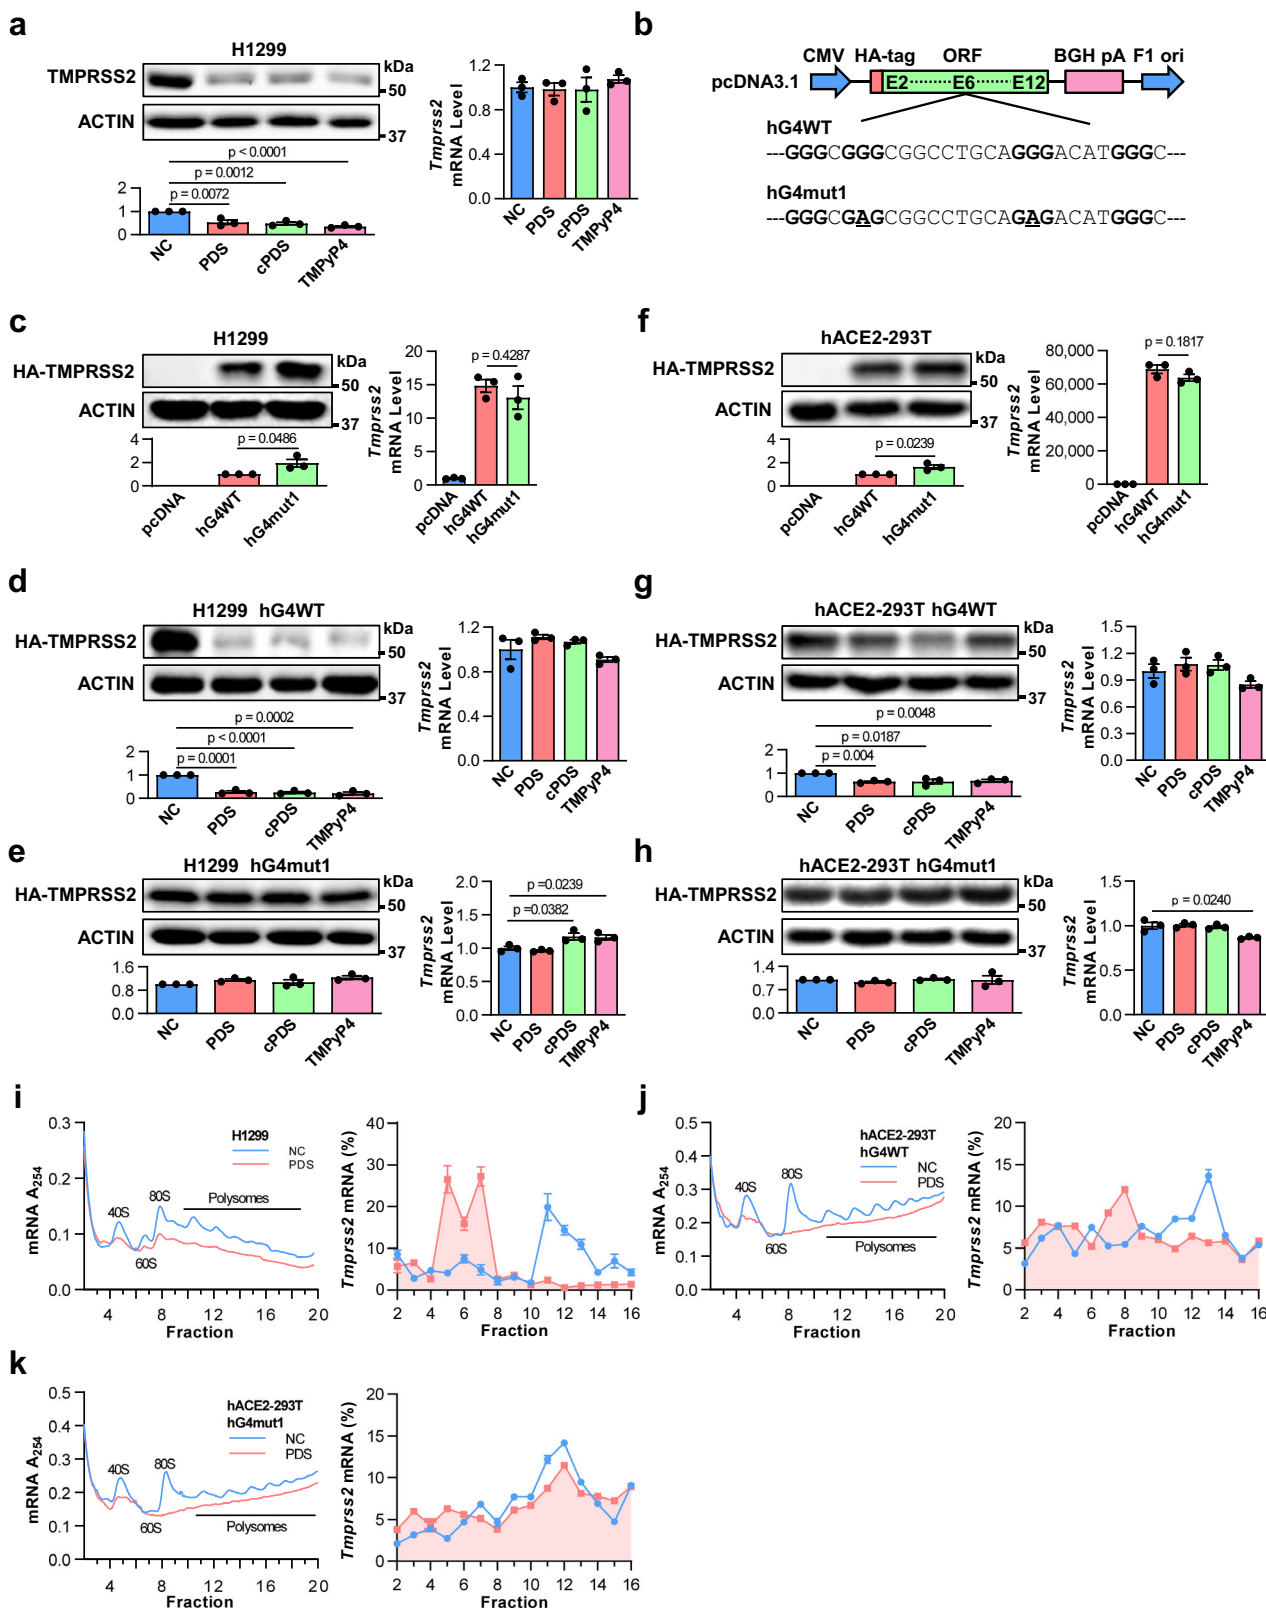 a
H1299
TMPRSS2
kDa
50
ACTIN
37
p < 0.0001
p = 0.0012
p = 0.0072
2
1
0
NC
PDS
cPDS
TMPyP4
Tmprss2
mRNA Level
1.2
0.8
0.4
0.0
NC
PDS
cPDS
TMPyP4
b
CMV HA-tag ORF BGH pA F1 ori
pcDNA3.1
E2 E6 E12
hG4WT
---GGGCGGGCGGCCTGCAGGGACATGGGC---
hG4mut1
---GGGCGAGCGGCCTGCAGAGACATGGGC---
c
H1299
HA-TMPRSS2
kDa
50
ACTIN
37
p = 0.0486
4
2
0
pcDNA
hG4WT
hG4mut1
Tmprss2
mRNA Level
20
15
10
5
0
p = 0.4287
pcDNA
hG4WT
hG4mut1
f
hACE2-293T
HA-TMPRSS2
kDa
50
ACTIN
37
p = 0.0239
4
2
0
pcDNA
hG4WT
hG4mut1
Tmprss2
mRNA Level
80,000
60,000
40,000
20,000
0
p = 0.1817
pcDNA
hG4WT
hG4mut1
d
H1299 hG4WT
HA-TMPRSS2
kDa
50
ACTIN
37
p = 0.0002
p < 0.0001
p = 0.0001
2
1
0
NC
PDS
cPDS
TMPyP4
Tmprss2
mRNA Level
1.2
0.8
0.4
0.0
NC
PDS
cPDS
TMPyP4
g
hACE2-293T hG4WT
HA-TMPRSS2
kDa
50
ACTIN
37
p = 0.0048
p = 0.0187
p = 0.004
2
1
0
NC
PDS
cPDS
TMPyP4
Tmprss2
mRNA Level
1.5
1.2
0.9
0.6
0.3
0.0
NC
PDS
cPDS
TMPyP4
e
H1299 hG4mut1
HA-TMPRSS2
kDa
50
ACTIN
37
1.6
0.8
0.0
NC
PDS
cPDS
TMPyP4
Tmprss2
mRNA Level
2.0
1.5
1.0
0.5
0.0
p =0.0239
p =0.0382
NC
PDS
cPDS
TMPyP4
h
hACE2-293T hG4mut1
HA-TMPRSS2
kDa
50
ACTIN
37
1.4
0.7
0.0
NC
PDS
cPDS
TMPyP4
Tmprss2
mRNA Level
1.5
1.0
0.5
0.0
p = 0.0240
NC
PDS
cPDS
TMPyP4
i
mRNA A254
0.3
0.2
0.1
0.0
H1299
NC
PDS
40S
80S
60S
Polysomes
4 8 12 16 20
Fraction
Tmprss2 mRNA (%)
40
30
20
10
0
2 4 6 8 10 12 14 16
Fraction
j
mRNA A254
0.5
0.4
0.3
0.2
0.1
0.0
hACE2-293T
hG4WT
NC
PDS
40S
80S
60S
Polysomes
4 8 12 16 20
Fraction
Tmprss2 mRNA (%)
20
15
10
5
0
2 4 6 8 10 12 14 16
Fraction
k
mRNA A254
0.5
0.4
0.3
0.2
0.1
0.0
hACE2-293T
hG4mut1
NC
PDS
40S
80S
60S
Polysomes
4 8 12 16 20
Fraction
Tmprss2 mRNA (%)
20
15
10
5
0
2 4 6 8 10 12 14 16
Fraction